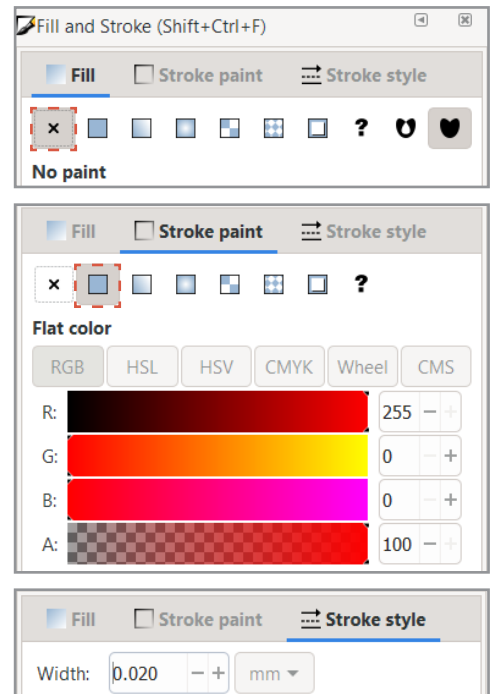 Fill and Stroke (Shift+Ctrl+F)
Fill Stroke paint Stroke style
?
No paint
Fill Stroke paint Stroke style
?
Flat color
RGB HSL HSV CMYK Wheel CMS
R: 255 − +
G: 0 − +
B: 0 − +
A: 100 − +
Fill Stroke paint Stroke style
Width: 0.020 − + mm